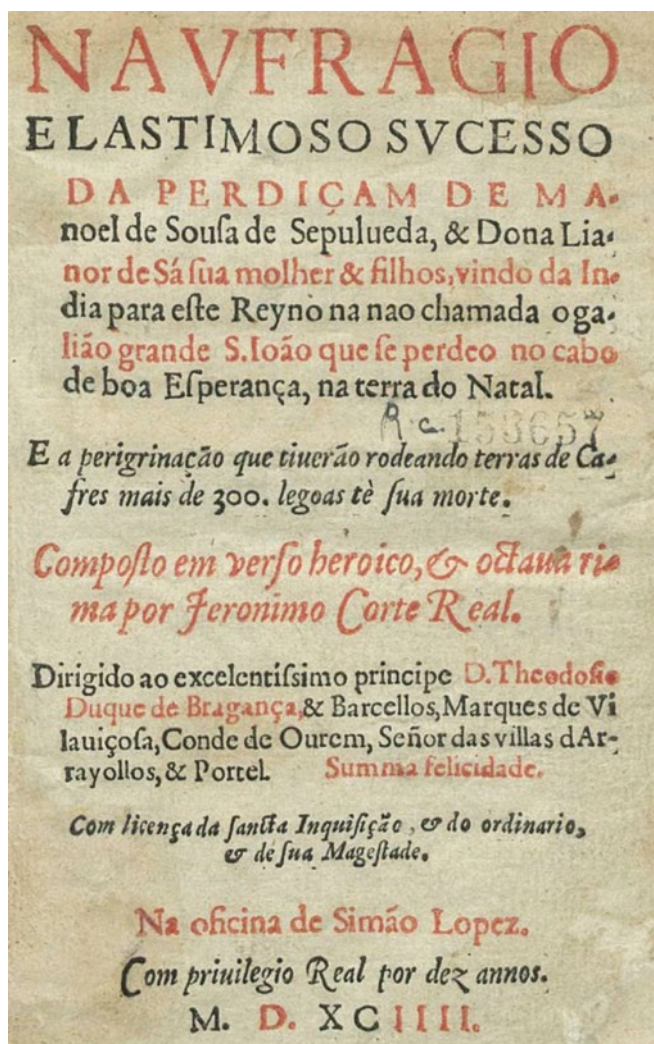 NAVFRAGIO
E LASTIMOSO SVCESSO
DA PERDIÇAM DE MA-
noel de Souſa de Sepulueda, & Dona Lia-
nor de Sá ſua molher & filhos, vindo da In-
dia para eſte Reyno na nao chamada o ga-
lião grande S. Ioão que ſe perdeo no cabo
de boa Eſperança, na terra do Natal.
R c. 153657
E a perigrinação que tiuerão rodeando terras de Ca-
fres mais de 300. legoas tè ſua morte.
Compoſto em verſo heroico, & octaua ri-
ma por Jeronimo Corte Real.
Dirigido ao excelentiſsimo principe D. Theodoſio
Duque de Bragança, & Barcellos, Marques de Vi
lauiçoſa, Conde de Ourem, Señor das villas dAr-
rayollos, & Portel. Summa felicidade.
Com licença da ſancta Inquiſição, & do ordinario,
& de ſua Mageſtade.
Na oficina de Simão Lopez.
Com priuilegio Real por dez annos.
M. D. XCIIII.